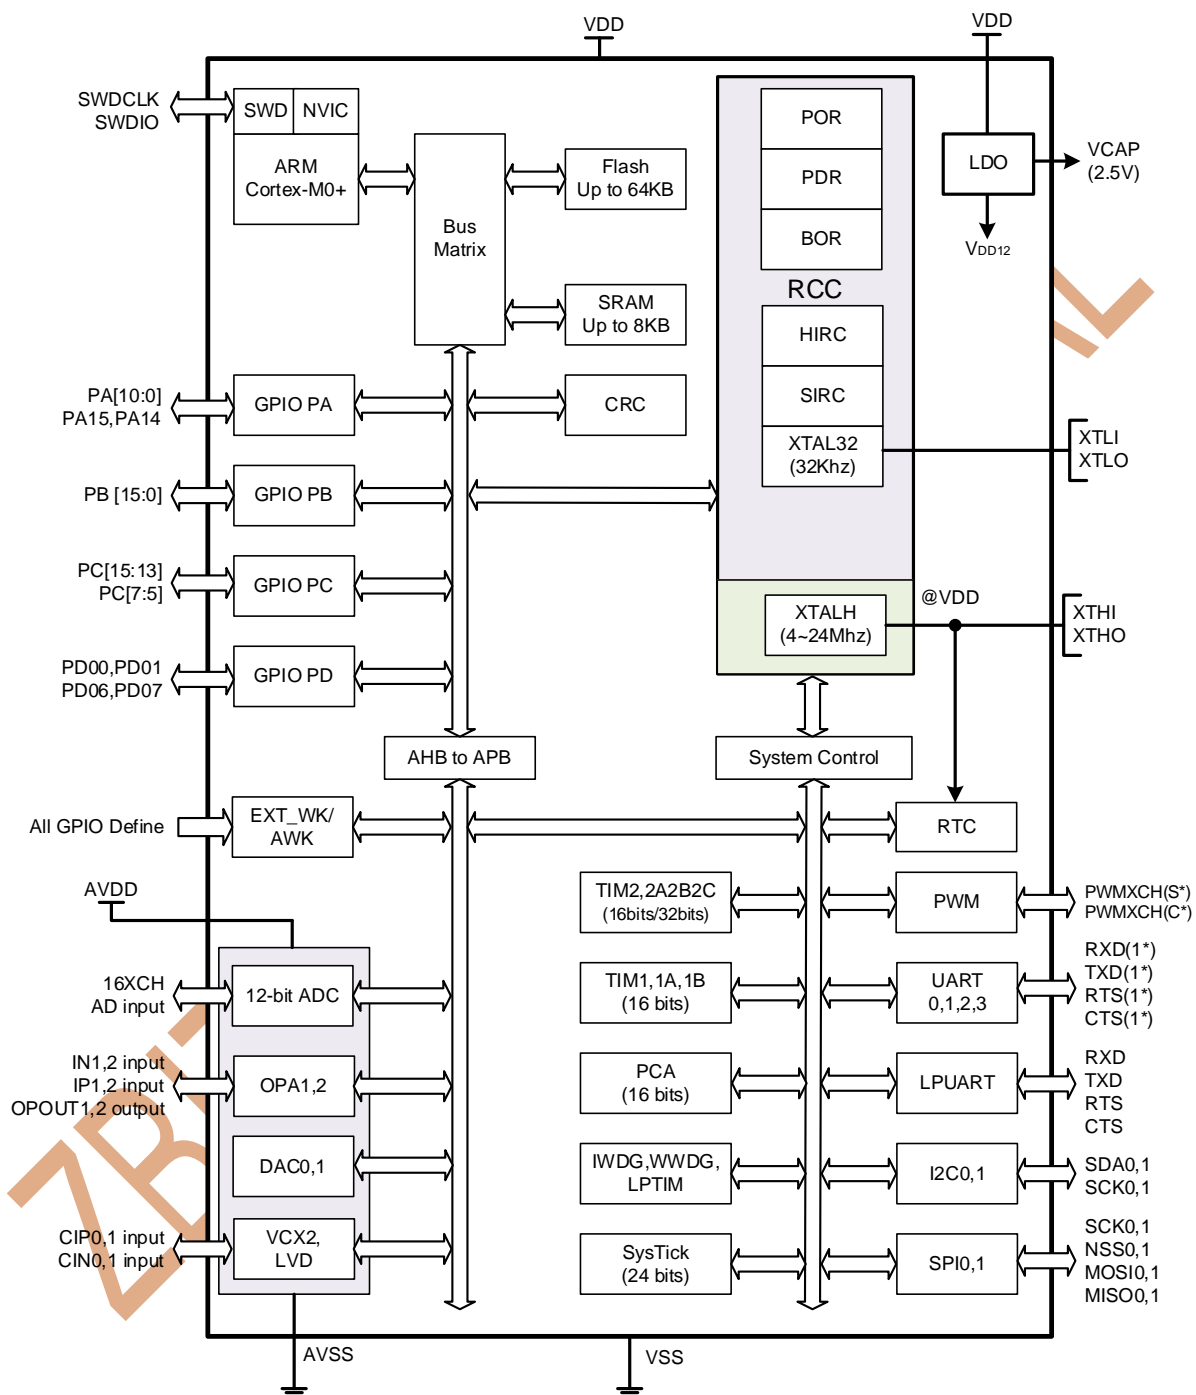 VDD
VDD
SWDCLK
SWDIO
SWD
NVIC
ARM
Cortex-M0+
Bus
Matrix
Flash
Up to 64KB
SRAM
Up to 8KB
POR
PDR
BOR
RCC
HIRC
SIRC
XTAL32
(32Khz)
LDO
VCAP
(2.5V)
VDD12
PA[10:0]
PA15,PA14
GPIO PA
CRC
XTLI
XTLO
PB [15:0]
GPIO PB
PC[15:13]
PC[7:5]
GPIO PC
XTALH
(4~24Mhz)
@VDD
XTHI
XTHO
PD00,PD01
PD06,PD07
GPIO PD
AHB to APB
System Control
All GPIO Define
EXT_WK/
AWK
RTC
AVDD
TIM2,2A2B2C
(16bits/32bits)
PWM
PWMXCH(S*)
PWMXCH(C*)
16XCH
AD input
12-bit ADC
TIM1,1A,1B
(16 bits)
UART
0,1,2,3
RXD(1*)
TXD(1*)
RTS(1*)
CTS(1*)
IN1,2 input
IP1,2 input
OPOUT1,2 output
OPA1,2
PCA
(16 bits)
LPUART
RXD
TXD
RTS
CTS
DAC0,1
IWDG,WWDG,
LPTIM
I2C0,1
SDA0,1
SCK0,1
CIP0,1 input
CIN0,1 input
VCX2,
LVD
SysTick
(24 bits)
SPI0,1
SCK0,1
NSS0,1
MOSI0,1
MISO0,1
AVSS
VSS